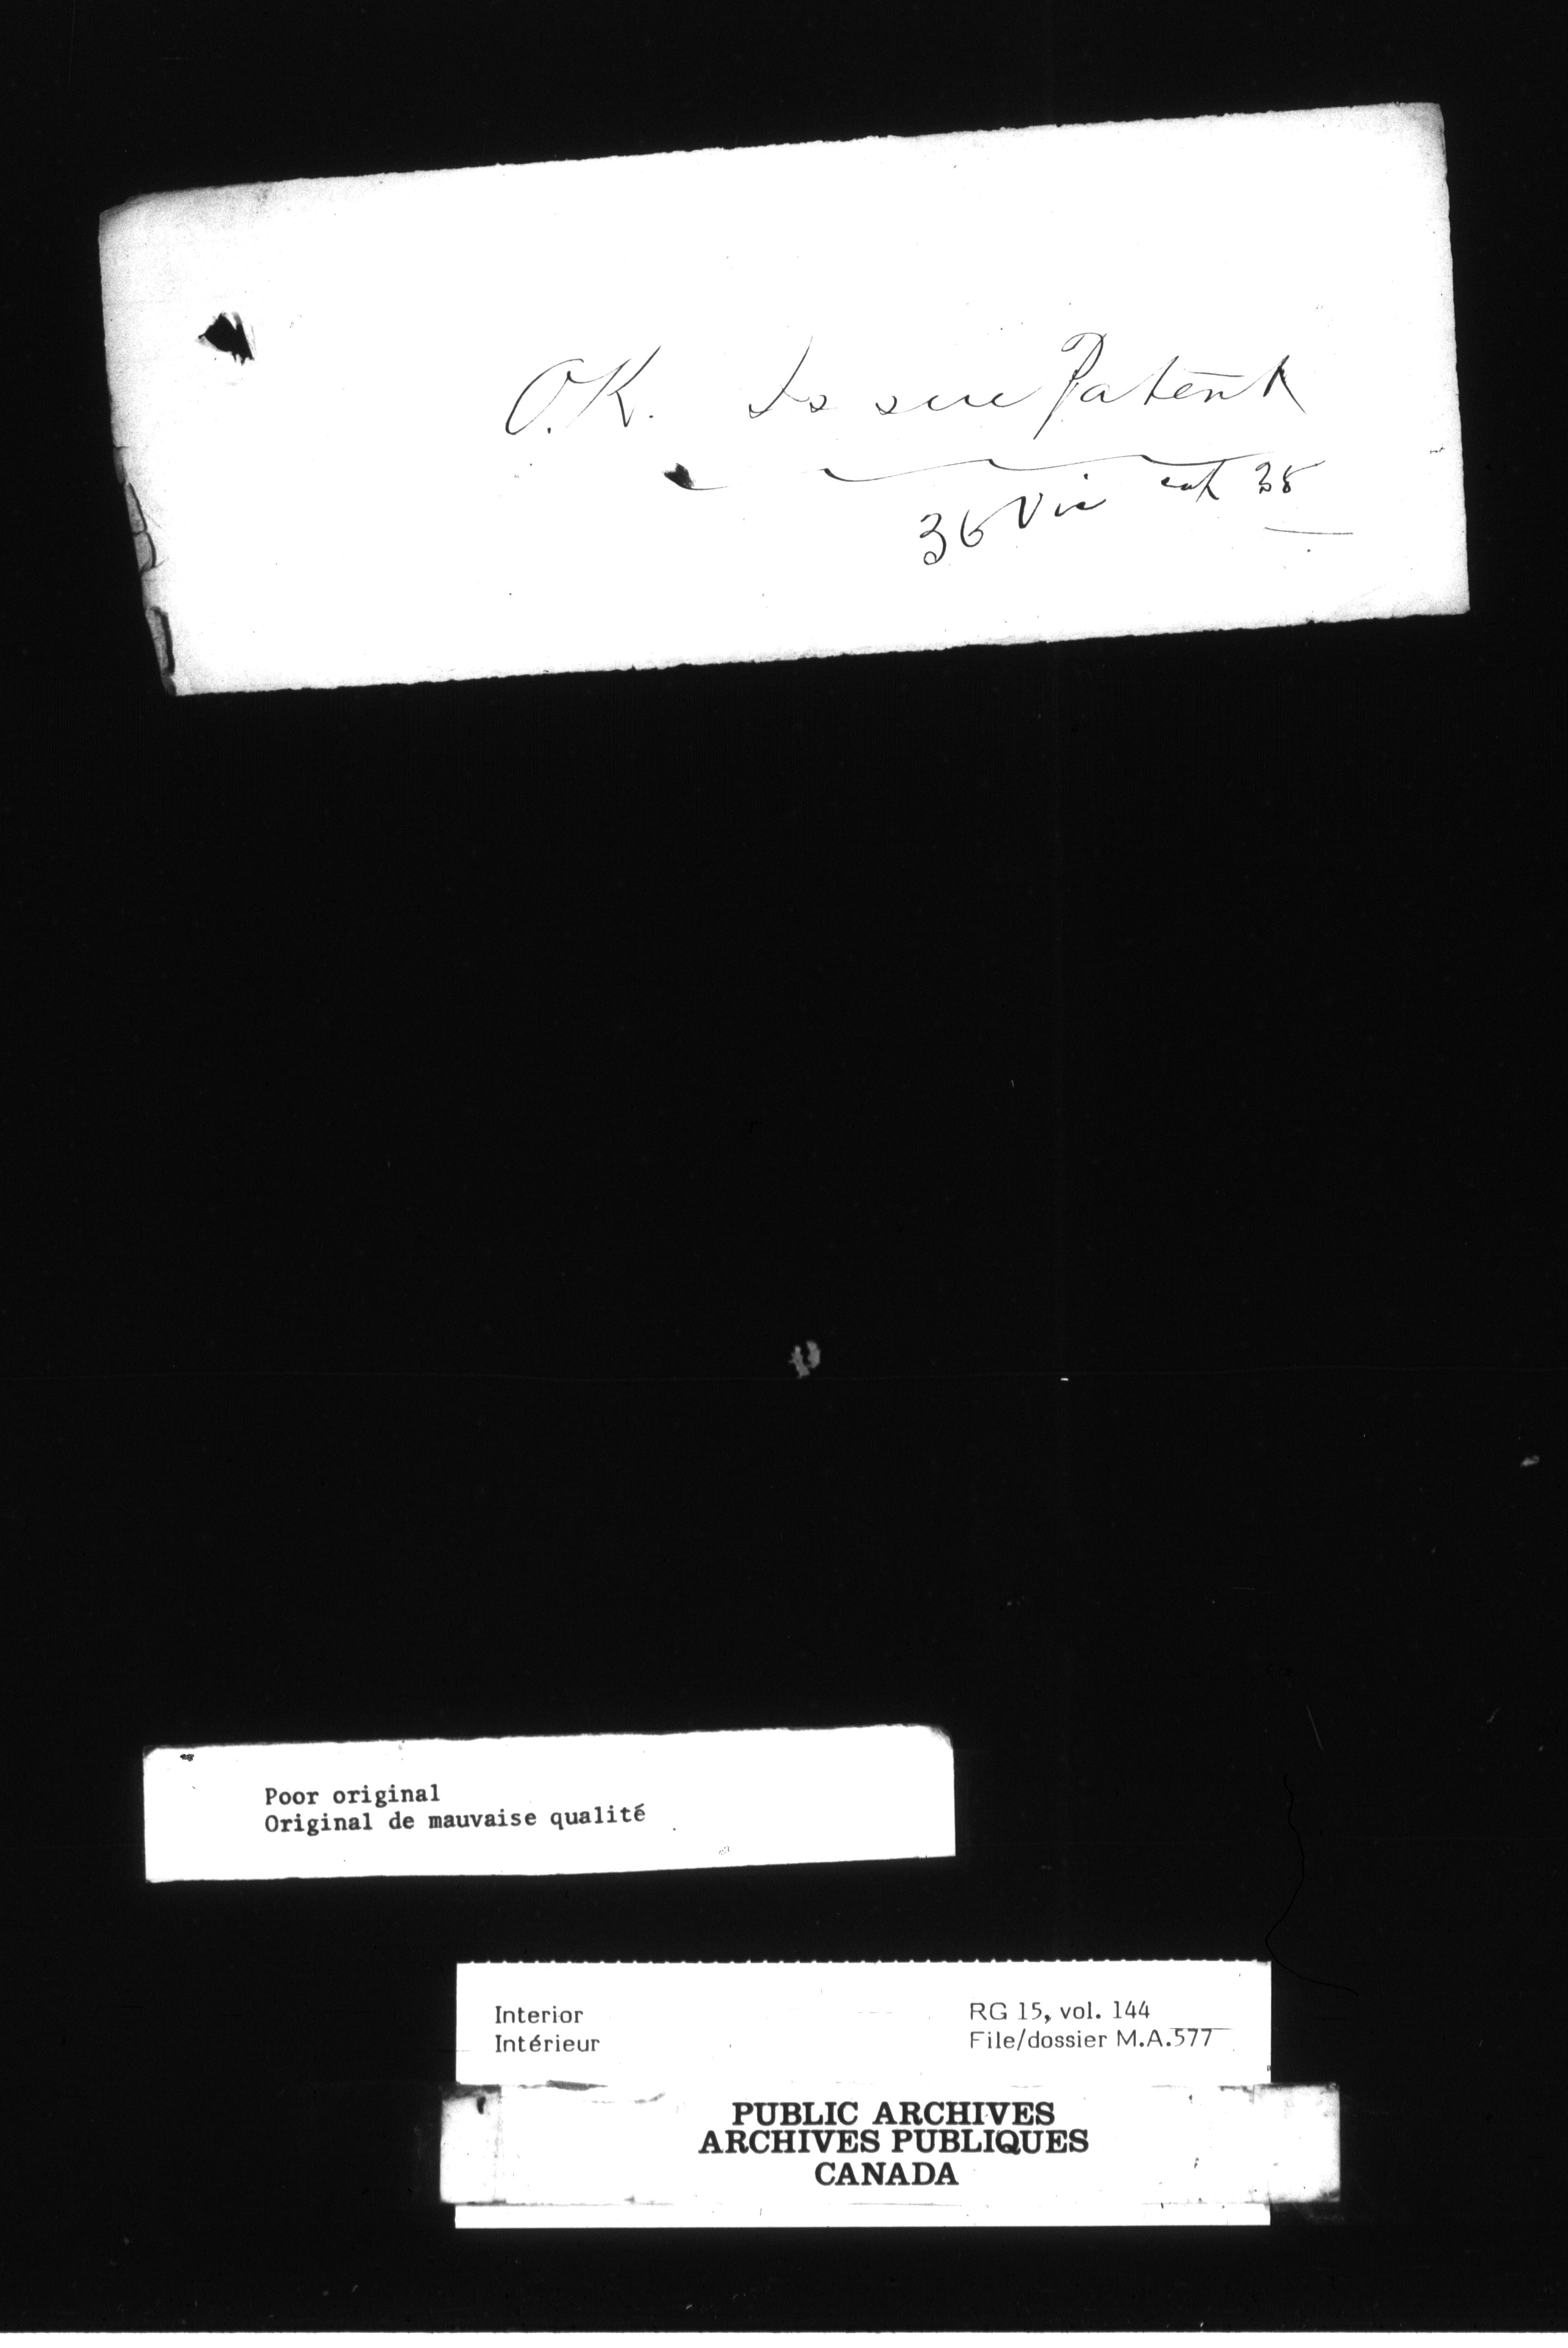 O.K. Issue Patent
36 Vic cap 38
Poor original
Original de mauvaise qualité
Interior
Intérieur
RG 15, vol. 144
File/dossier M.A.577
PUBLIC ARCHIVES
ARCHIVES PUBLIQUES
CANADA